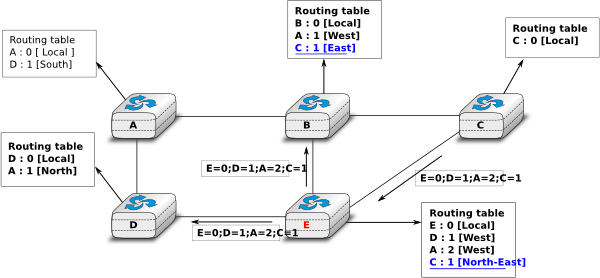 Routing table
A : 0 [ Local ]
D : 1 [South]
Routing table
B : 0 [Local]
A : 1 [West]
C : 1 [East]
Routing table
C : 0 [Local]
A
B
C
Routing table
D : 0 [Local]
A : 1 [North]
E=0;D=1;A=2;C=1
E=0;D=1;A=2;C=1
D
E=0;D=1;A=2;C=1
E
Routing table
E : 0 [Local]
D : 1 [West]
A : 2 [West]
C : 1 [North-East]